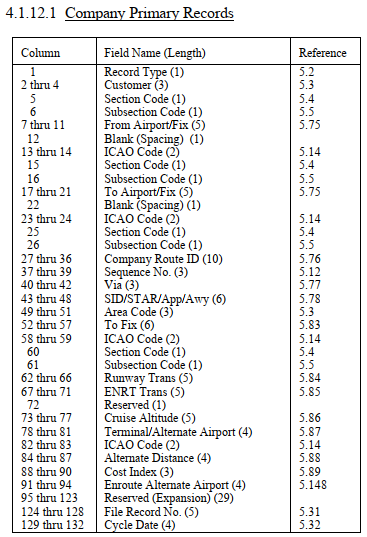 4.1.12.1 Company Primary Records
Column Field Name (Length) Reference
1 Record Type (1) 5.2
2 thru 4 Customer (3) 5.3
5 Section Code (1) 5.4
6 Subsection Code (1) 5.5
7 thru 11 From Airport/Fix (5) 5.75
12 Blank (Spacing) (1)
13 thru 14 ICAO Code (2) 5.14
15 Section Code (1) 5.4
16 Subsection Code (1) 5.5
17 thru 21 To Airport/Fix (5) 5.75
22 Blank (Spacing) (1)
23 thru 24 ICAO Code (2) 5.14
25 Section Code (1) 5.4
26 Subsection Code (1) 5.5
27 thru 36 Company Route ID (10) 5.76
37 thru 39 Sequence No. (3) 5.12
40 thru 42 Via (3) 5.77
43 thru 48 SID/STAR/App/Awy (6) 5.78
49 thru 51 Area Code (3) 5.3
52 thru 57 To Fix (6) 5.83
58 thru 59 ICAO Code (2) 5.14
60 Section Code (1) 5.4
61 Subsection Code (1) 5.5
62 thru 66 Runway Trans (5) 5.84
67 thru 71 ENRT Trans (5) 5.85
72 Reserved (1)
73 thru 77 Cruise Altitude (5) 5.86
78 thru 81 Terminal/Alternate Airport (4) 5.87
82 thru 83 ICAO Code (2) 5.14
84 thru 87 Alternate Distance (4) 5.88
88 thru 90 Cost Index (3) 5.89
91 thru 94 Enroute Alternate Airport (4) 5.148
95 thru 123 Reserved (Expansion) (29)
124 thru 128 File Record No. (5) 5.31
129 thru 132 Cycle Date (4) 5.32